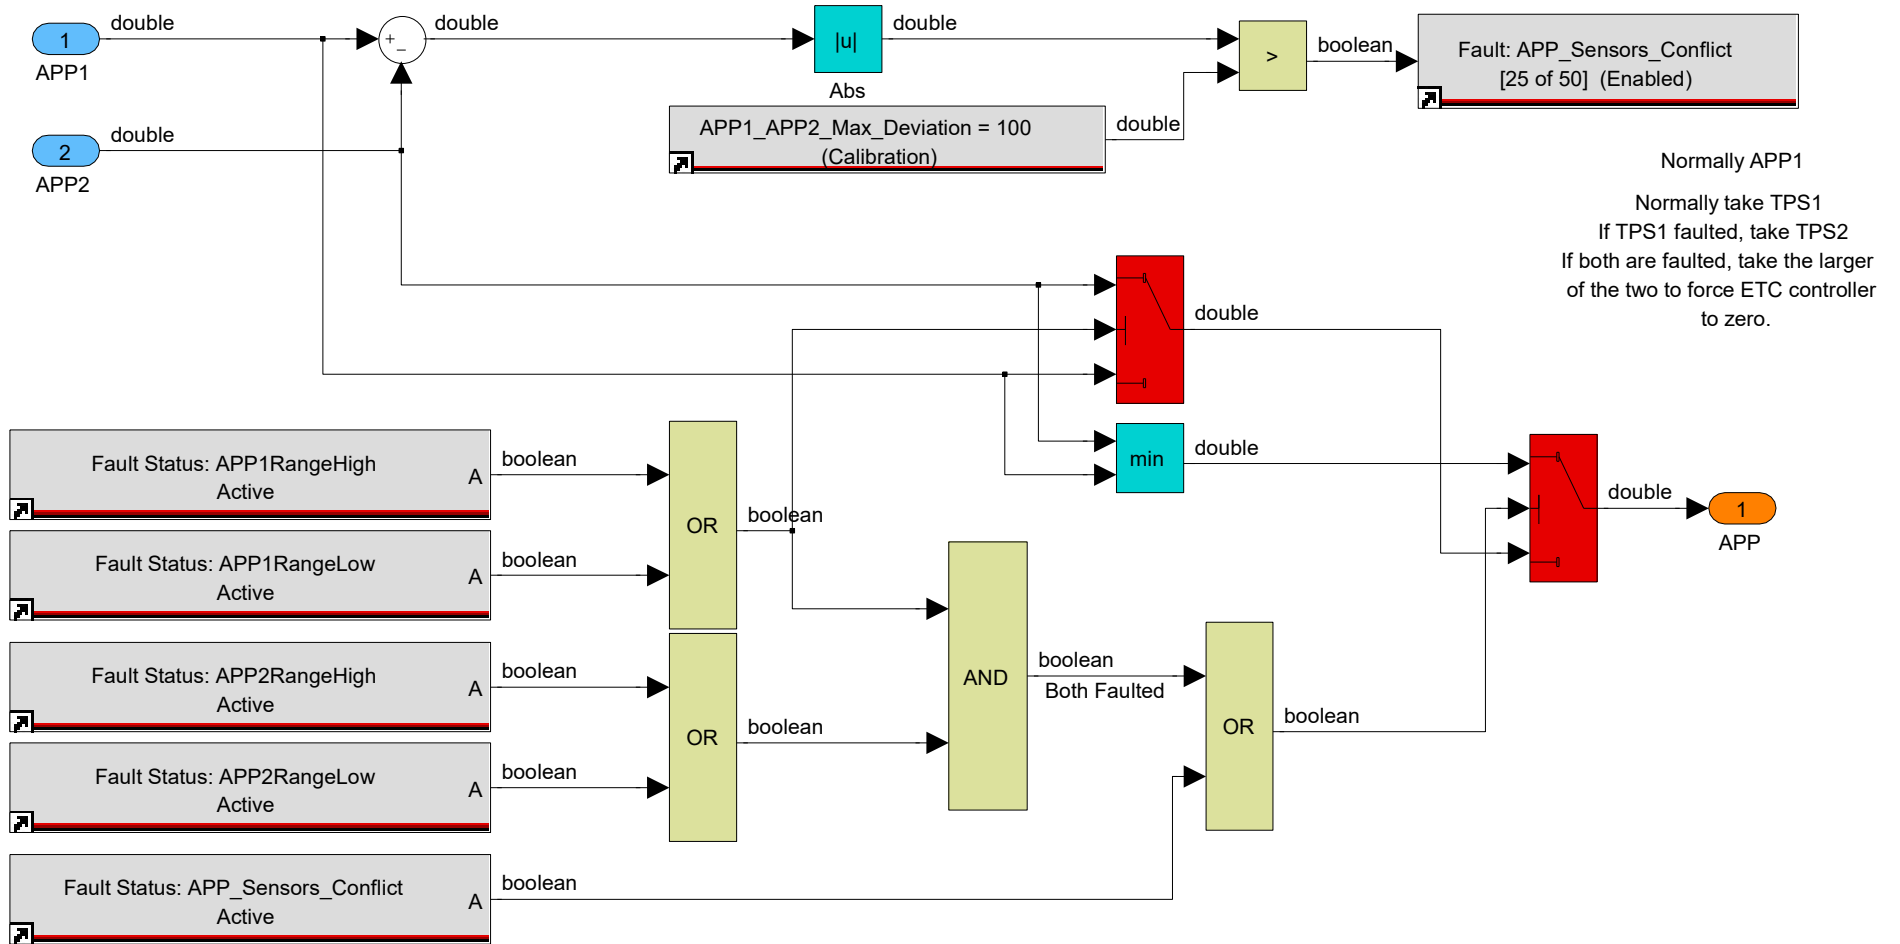 double
double
double
boolean
1
+
_
|u|
>
Fault: APP_Sensors_Conflict
[25 of 50]  (Enabled)
APP1
Abs
double
2
APP2
APP1_APP2_Max_Deviation = 100
(Calibration)
double
Normally APP1
Normally take TPS1
If TPS1 faulted, take TPS2
If both are faulted, take the larger
of the two to force ETC controller
to zero.
double
min
double
Fault Status: APP1RangeHigh
Active
A
boolean
Fault Status: APP1RangeLow
Active
A
boolean
OR
boolean
double
1
APP
Fault Status: APP2RangeHigh
Active
A
boolean
Fault Status: APP2RangeLow
Active
A
boolean
OR
boolean
AND
boolean
Both Faulted
OR
boolean
Fault Status: APP_Sensors_Conflict
Active
A
boolean